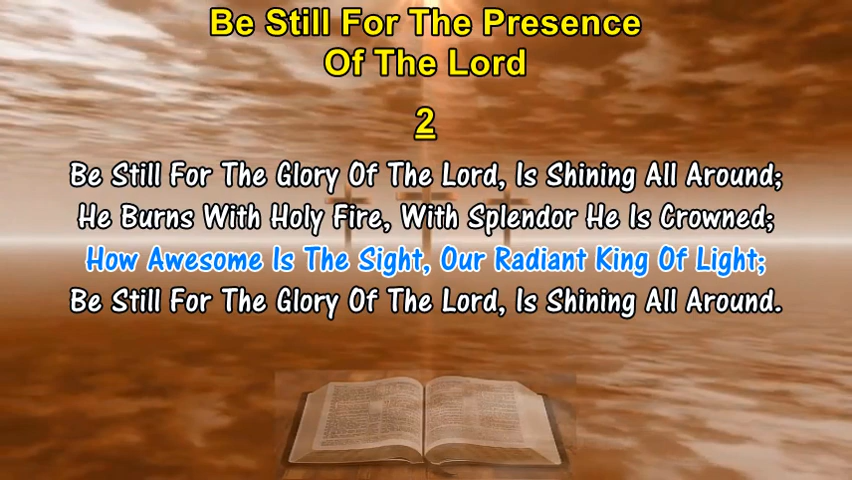 Be Still For The Presence
Of The Lord
2
Be Still For The Glory Of The Lord, Is Shining All Around;
He Burns With Holy Fire, With Splendor He Is Crowned;
How Awesome Is The Sight, Our Radiant King Of Light;
Be Still For The Glory Of The Lord, Is Shining All Around.